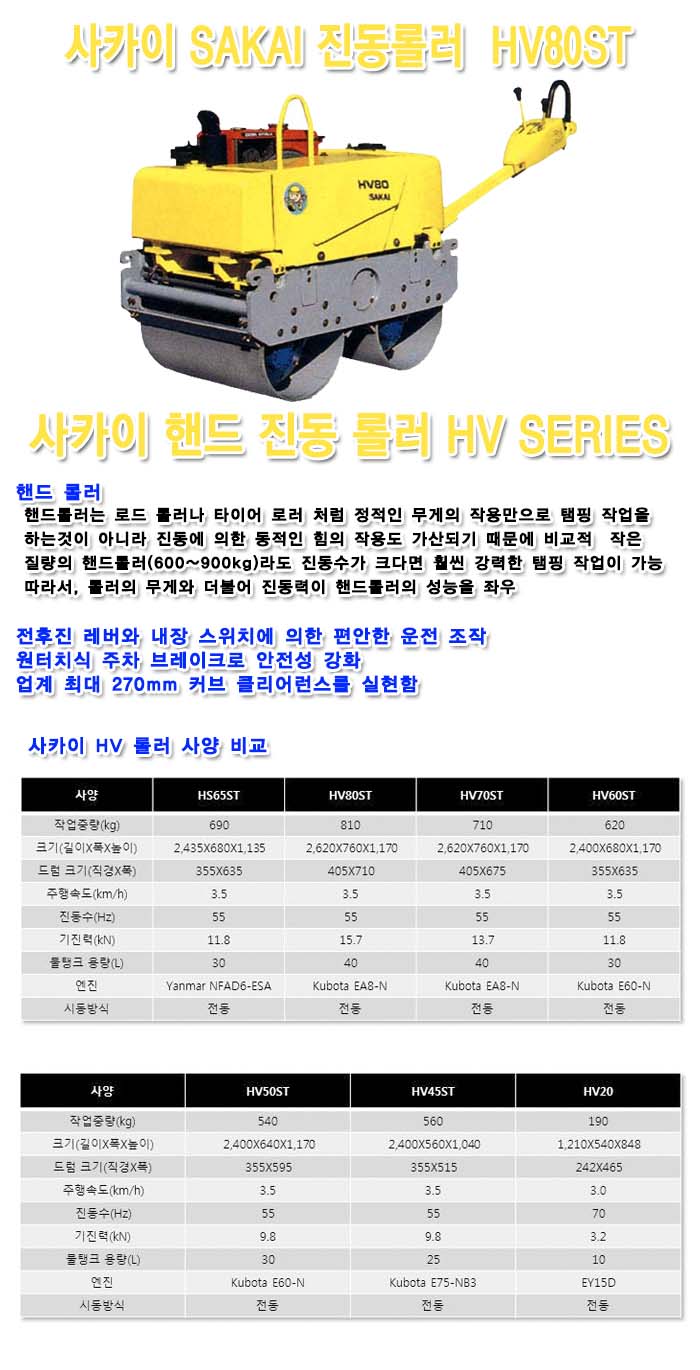 사카이 SAKAI 진동롤러 HV80ST
HV80
SAKAI
사카이 핸드 진동 롤러 HV SERIES
핸드 롤러
핸드롤러는 로드 롤러나 타이어 로러 처럼 정적인 무게의 작용만으로 탬핑 작업을
하는것이 아니라 진동에 의한 동적인 힘의 작용도 가산되기 때문에 비교적 작은
질량의 핸드롤러(600~900kg)라도 진동수가 크다면 훨씬 강력한 탬핑 작업이 가능
따라서, 롤러의 무게와 더불어 진동력이 핸드롤러의 성능을 좌우
전후진 레버와 내장 스위치에 의한 편안한 운전 조작
원터치식 주차 브레이크로 안전성 강화
업계 최대 270mm 커브 클리어런스를 실현함
사카이 HV 롤러 사양 비교
사양 HS65ST HV80ST HV70ST HV60ST
작업중량(kg) 690 810 710 620
크기(길이X폭X높이) 2,435X680X1,135 2,620X760X1,170 2,620X760X1,170 2,400X680X1,170
드럼 크기(직경X폭) 355X635 405X710 405X675 355X635
주행속도(km/h) 3.5 3.5 3.5 3.5
진동수(Hz) 55 55 55 55
기진력(kN) 11.8 15.7 13.7 11.8
물탱크 용량(L) 30 40 40 30
엔진 Yanmar NFAD6-ESA Kubota EA8-N Kubota EA8-N Kubota E60-N
시동방식 전동 전동 전동 전동
사양 HV50ST HV45ST HV20
작업중량(kg) 540 560 190
크기(길이X폭X높이) 2,400X640X1,170 2,400X560X1,040 1,210X540X848
드럼 크기(직경X폭) 355X595 355X515 242X465
주행속도(km/h) 3.5 3.5 3.0
진동수(Hz) 55 55 70
기진력(kN) 9.8 9.8 3.2
물탱크 용량(L) 30 25 10
엔진 Kubota E60-N Kubota E75-NB3 EY15D
시동방식 전동 전동 전동